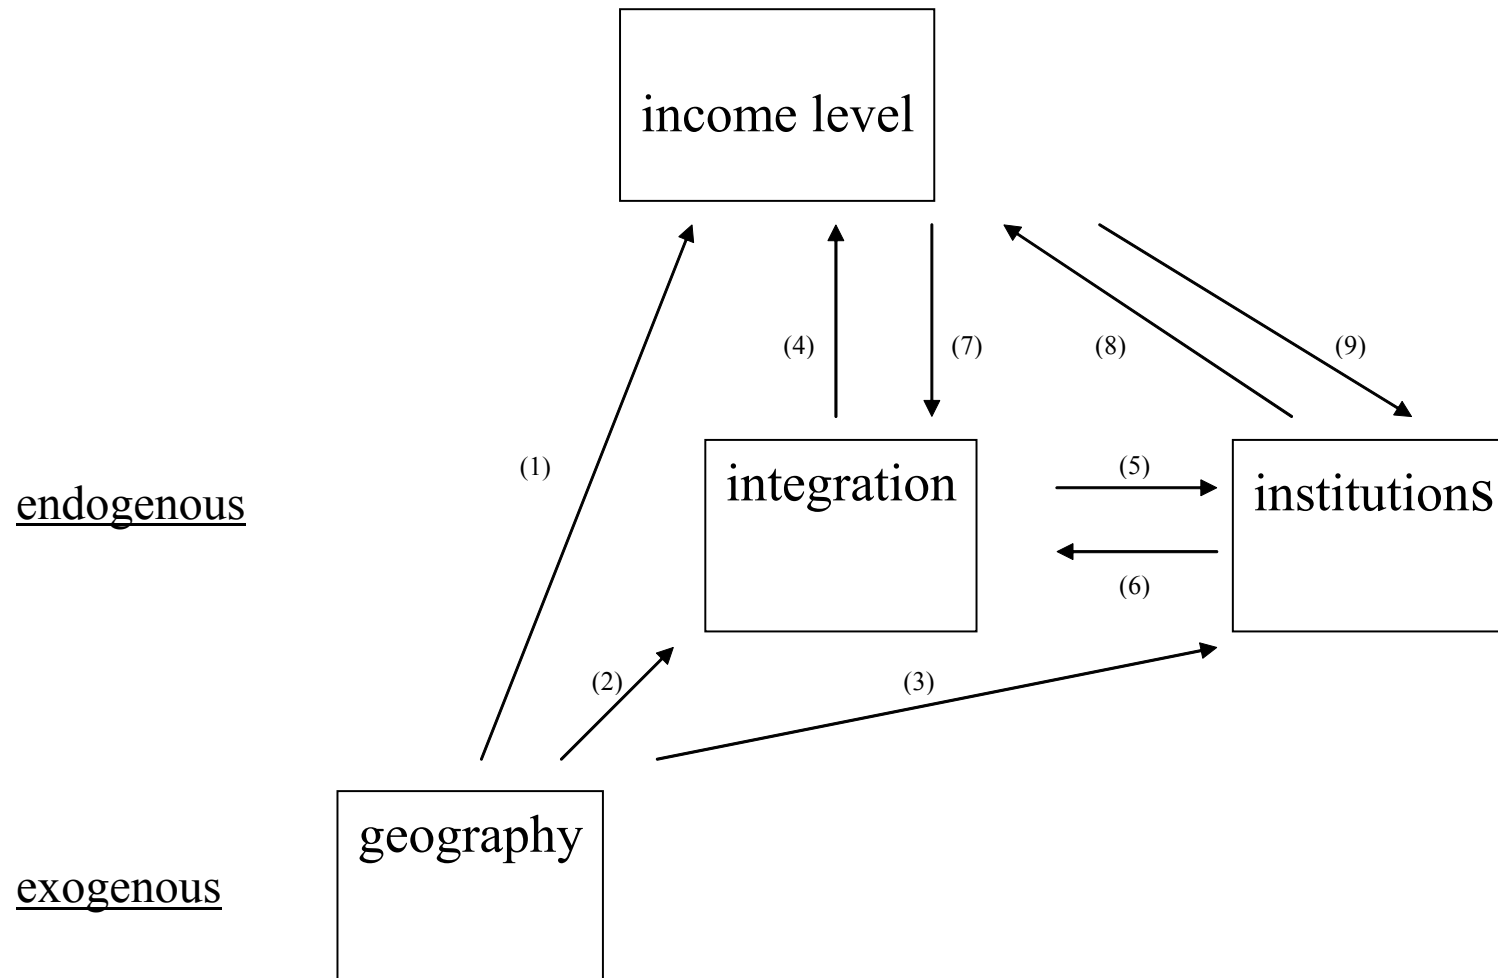 income level
(4)
(7)
(8)
(9)
(1)
endogenous
integration
(5)
institutions
(6)
(2)
(3)
geography
exogenous